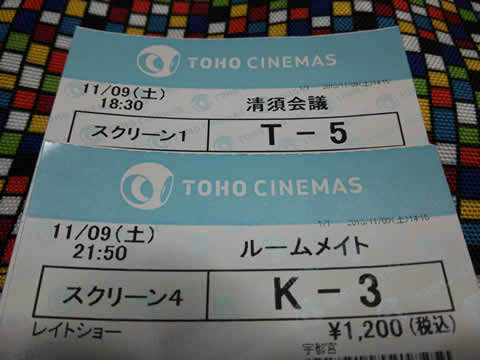 TOHO CINEMAS
11/09(土)
18:30
清須会議
スクリーン1
T-5
TOHO CINEMAS
11/09(土)
21:50
ルームメイト
スクリーン4
K-3
レイトショー
¥1,200(税込)
宇都宮